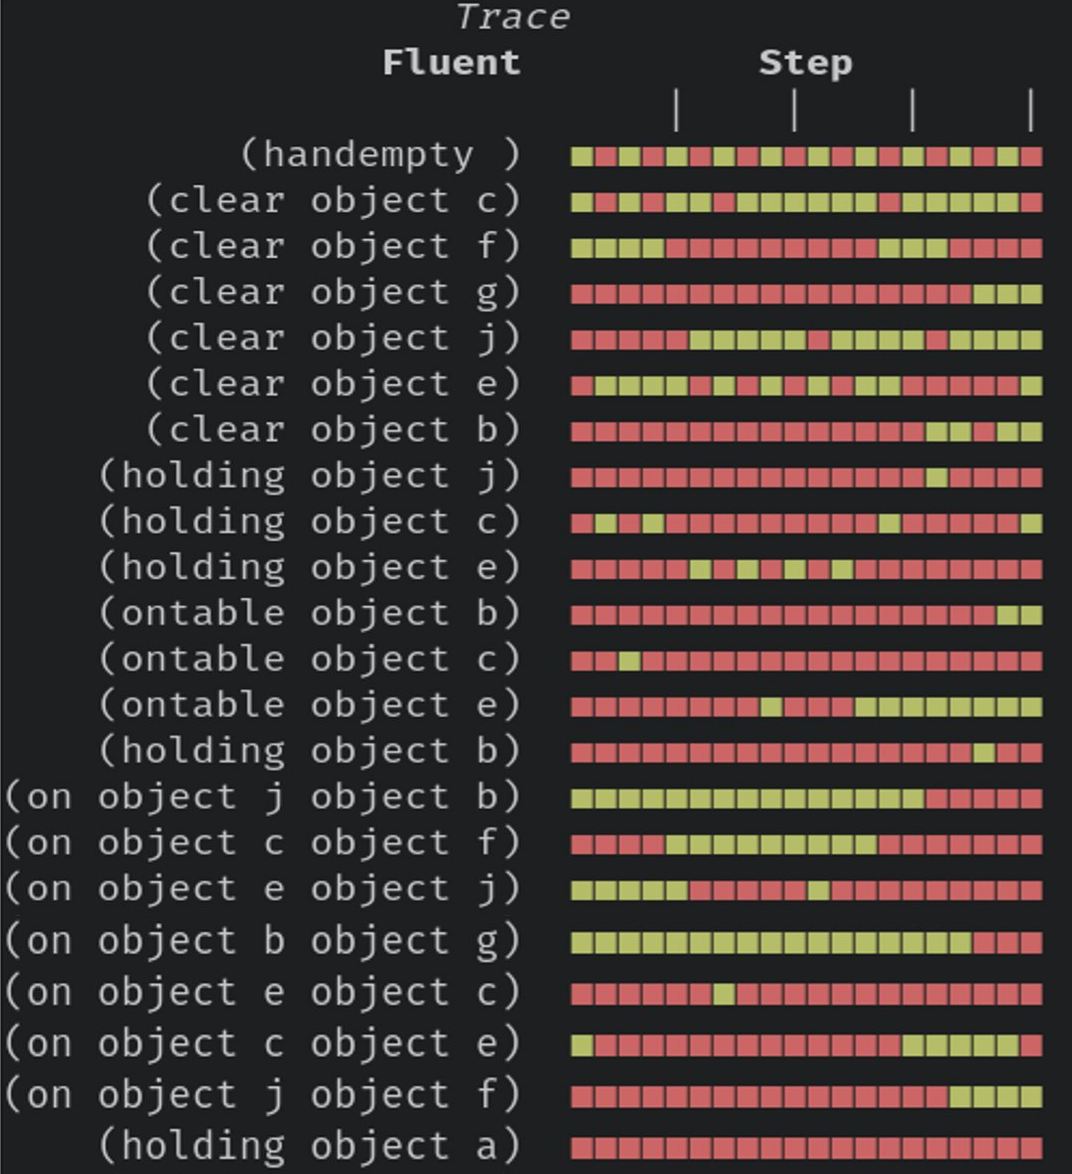 Trace
Fluent Step
(handempty )
(clear object c)
(clear object f)
(clear object g)
(clear object j)
(clear object e)
(clear object b)
(holding object j)
(holding object c)
(holding object e)
(ontable object b)
(ontable object c)
(ontable object e)
(holding object b)
(on object j object b)
(on object c object f)
(on object e object j)
(on object b object g)
(on object e object c)
(on object c object e)
(on object j object f)
(holding object a)